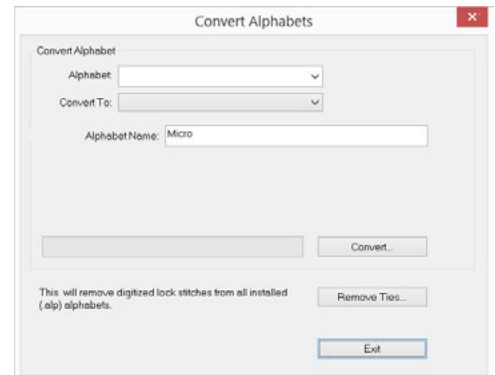 Convert Alphabets
Convert Alphabet
Alphabet:
Convert To:
Alphabet Name: Micro
Convert...
This will remove digitized lock stitches from all installed
(.alp) alphabets.
Remove Ties...
Exit